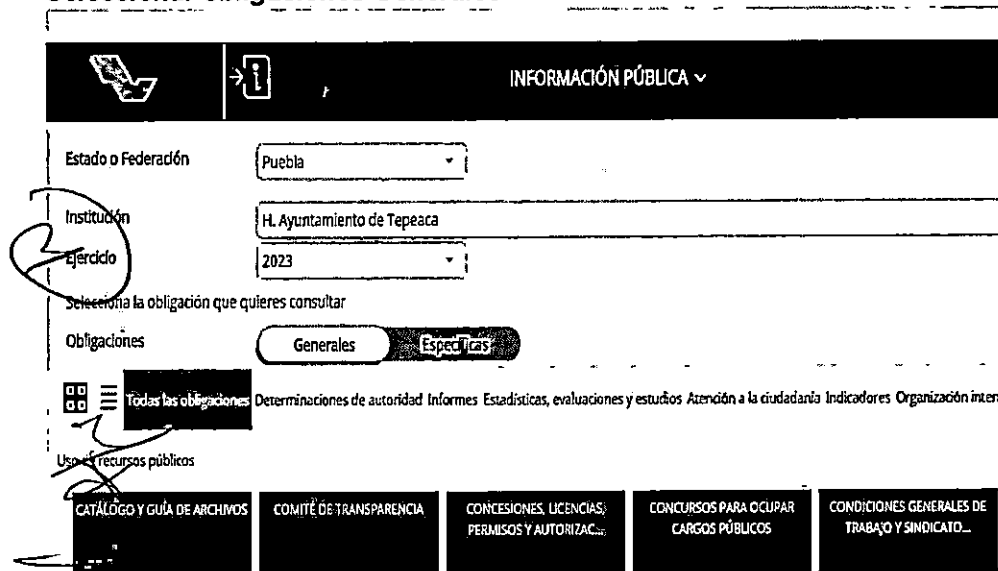 INFORMACIÓN PÚBLICA
Estado o Federación
Puebla
Institución
H. Ayuntamiento de Tepeaca
Ejercicio
2023
Selecciona la obligación que quieres consultar
Obligaciones
Generales Específicas
Todas las obligaciones Determinaciones de autoridad Informes Estadísticas, evaluaciones y estudios Atención a la ciudadanía Indicadores Organización inter
Uso recursos públicos
CATÁLOGO Y GUÍA DE ARCHIVOS
COMITÉ DE TRANSPARENCIA
CONCESIONES, LICENCIAS,
PERMISOS Y AUTORIZAC...
CONCURSOS PARA OCUPAR
CARGOS PÚBLICOS
CONDICIONES GENERALES DE
TRABAJO Y SINDICATO...